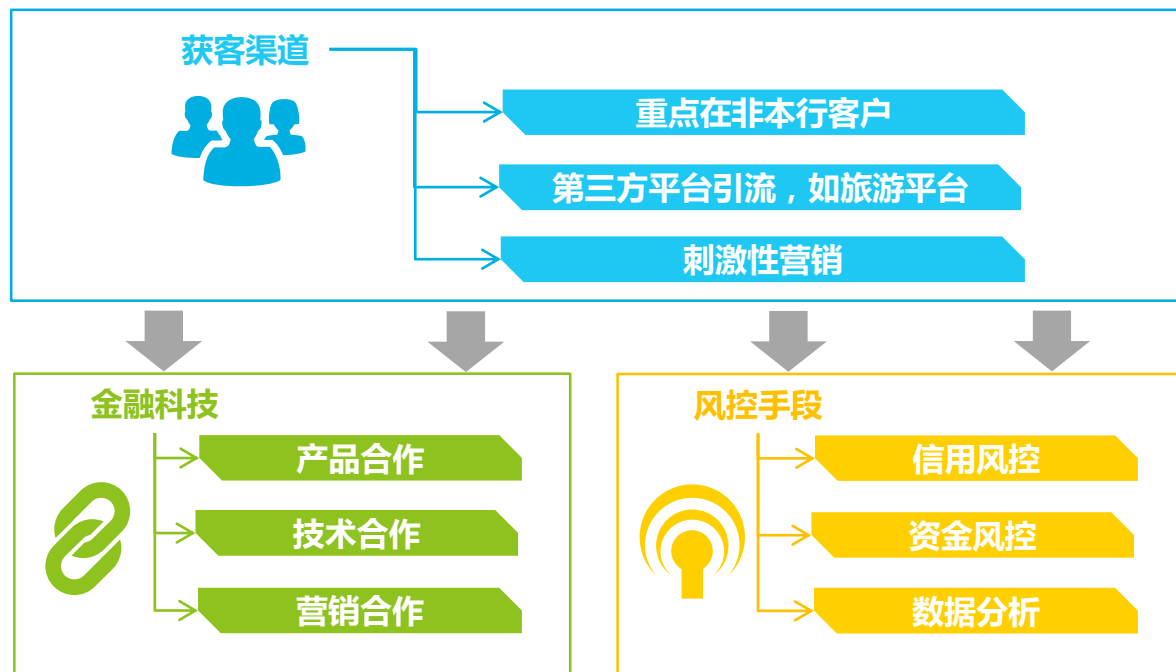 获客渠道
重点在非本行客户
第三方平台引流，如旅游平台
刺激性营销
金融科技
产品合作
技术合作
营销合作
风控手段
信用风控
资金风控
数据分析